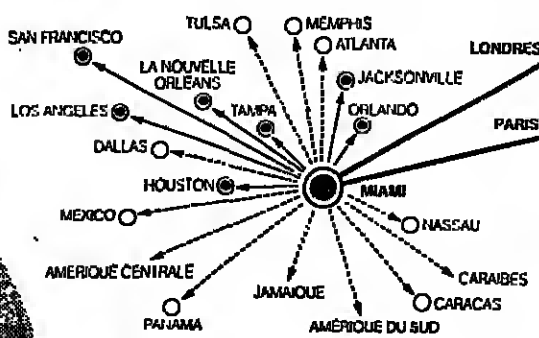 TULSA
MEMPHIS
SAN FRANCISCO
ATLANTA
LONDRES
LA NOUVELLE
ORLÉANS
JACKSONVILLE
LOS ANGELES
TAMPA
ORLANDO
PARIS
DALLAS
HOUSTON
MIAMI
MEXICO
NASSAU
AMERIQUE CENTRALE
JAMAIQUE
CARAIBES
CARACAS
PANAMA
AMÉRIQUE DU SUD